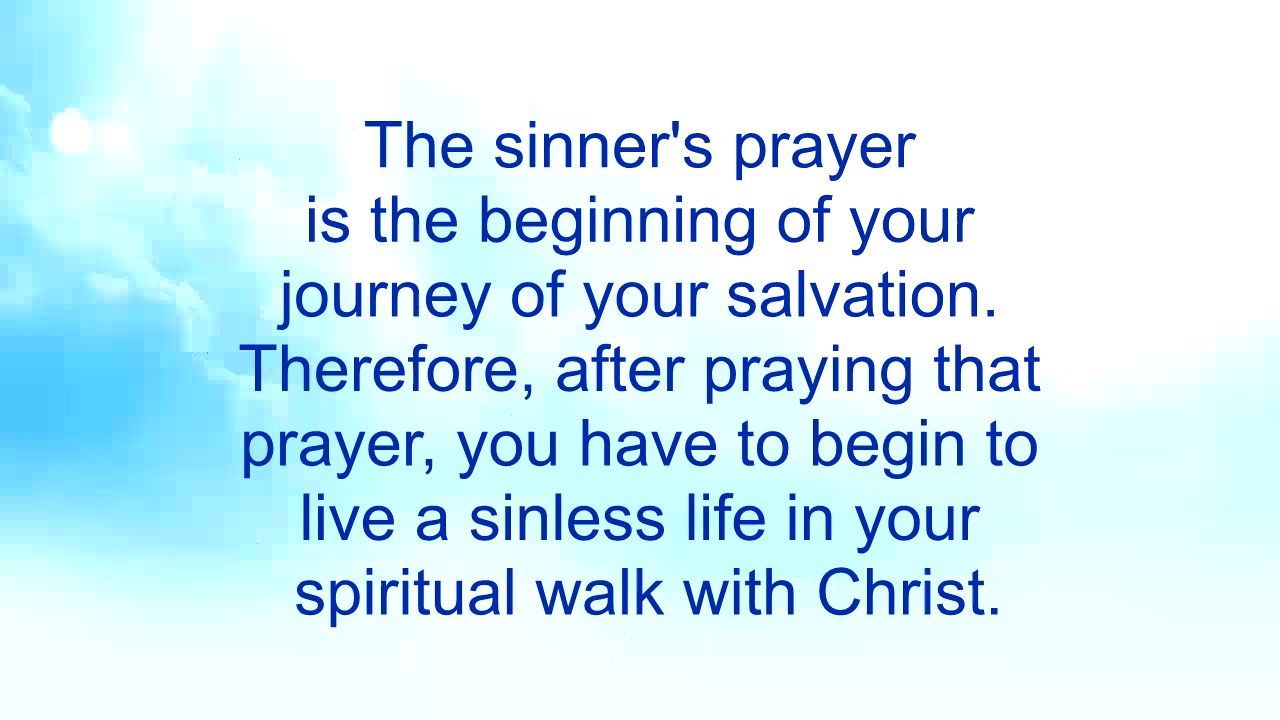 The sinner's prayer
is the beginning of your
journey of your salvation.
Therefore, after praying that
prayer, you have to begin to
live a sinless life in your
spiritual walk with Christ.